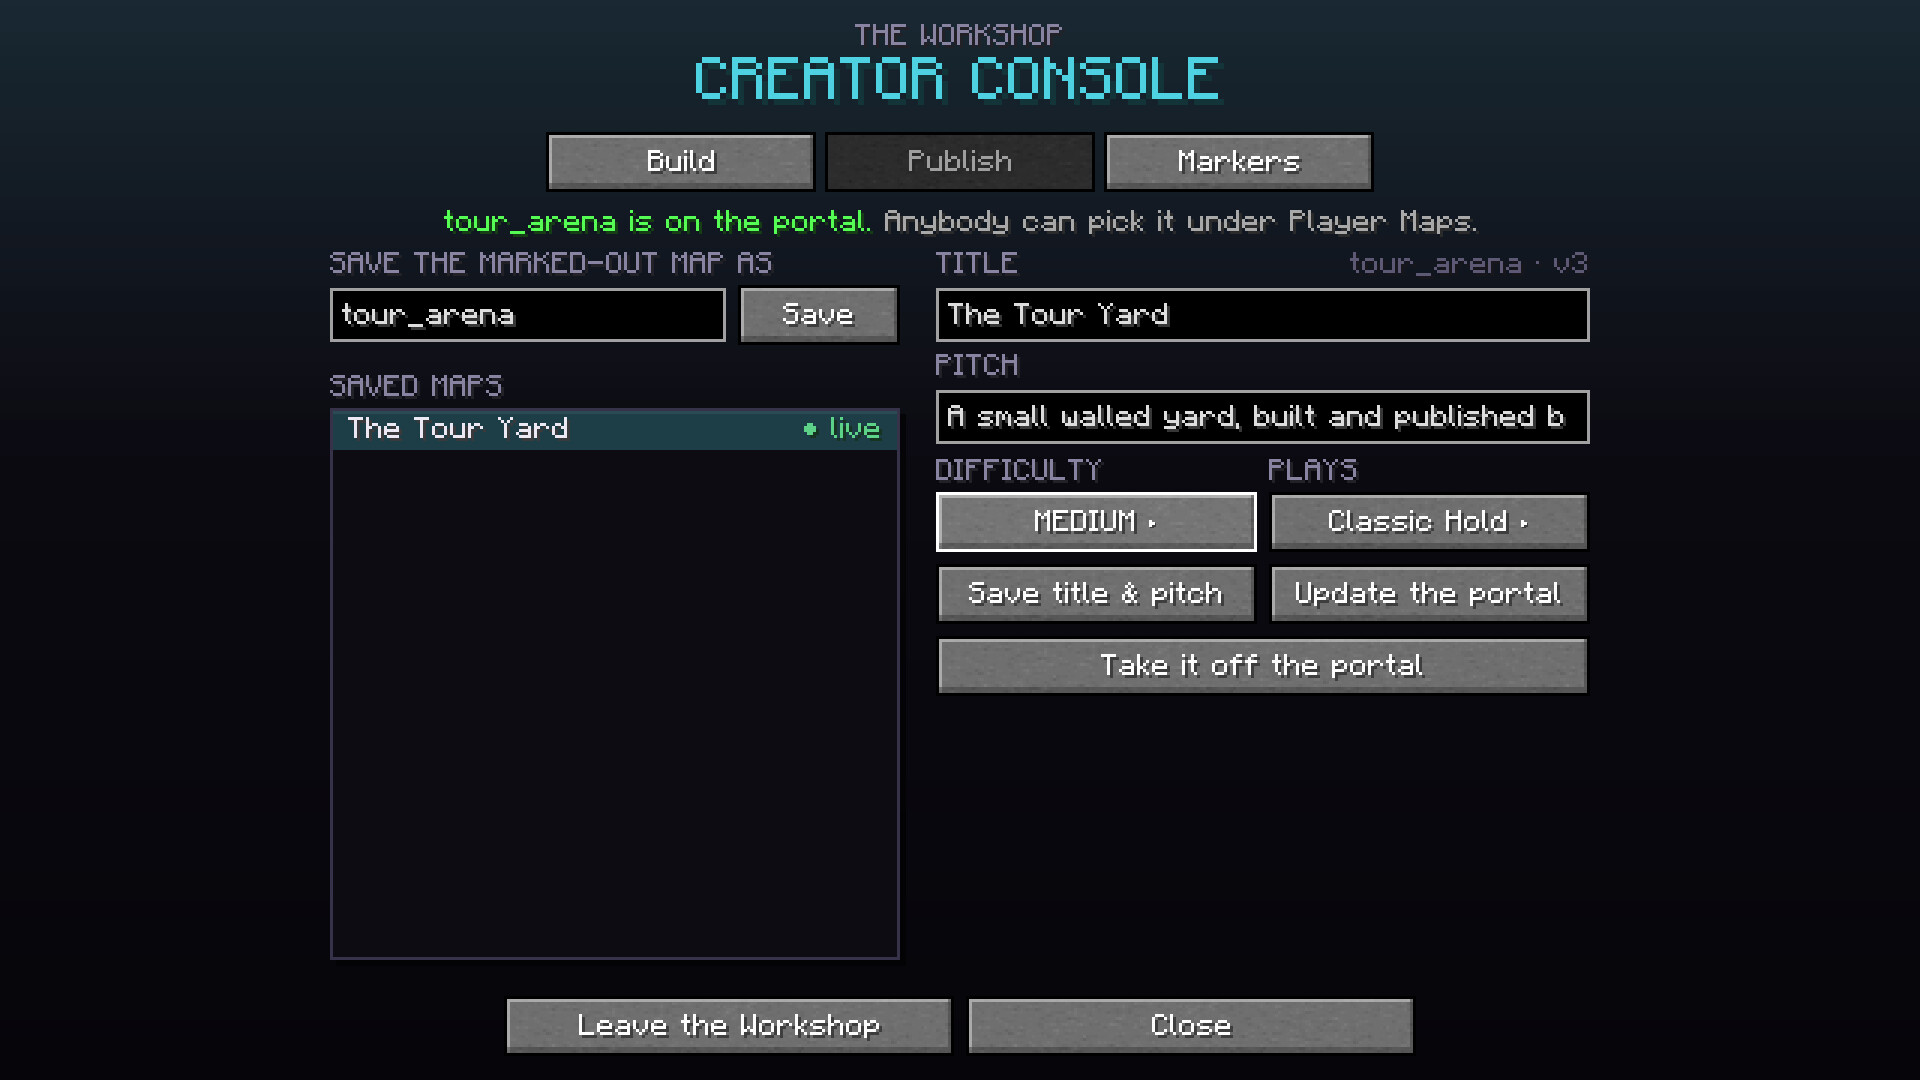 THE WORKSHOP
CREATOR CONSOLE
Build
Publish
Markers
tour_arena is on the portal. Anybody can pick it under Player Maps.
SAVE THE MARKED-OUT MAP AS
tour_arena
Save
SAVED MAPS
The Tour Yard
• live
TITLE
tour_arena · v3
The Tour Yard
PITCH
A small walled yard, built and published b
DIFFICULTY
PLAYS
MEDIUM ▸
Classic Hold ▸
Save title & pitch
Update the portal
Take it off the portal
Leave the Workshop
Close